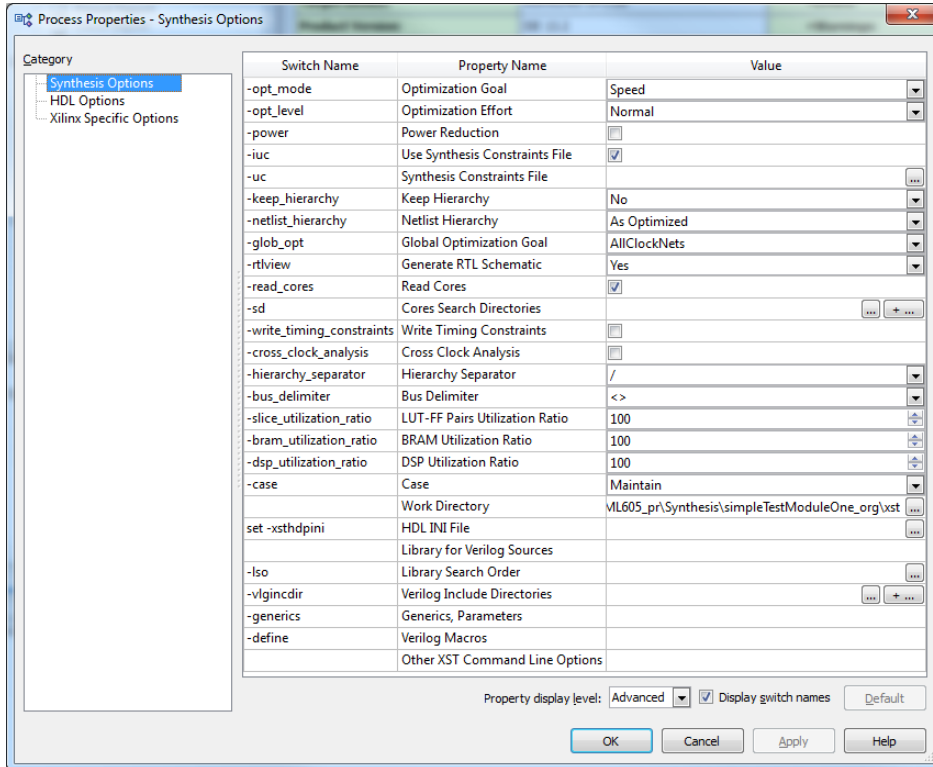 Process Properties - Synthesis Options
Category
Synthesis Options
HDL Options
Xilinx Specific Options
Switch Name Property Name Value
-opt_mode Optimization Goal Speed
-opt_level Optimization Effort Normal
-power Power Reduction
-iuc Use Synthesis Constraints File
-uc Synthesis Constraints File ...
-keep_hierarchy Keep Hierarchy No
-netlist_hierarchy Netlist Hierarchy As Optimized
-glob_opt Global Optimization Goal AllClockNets
-rtlview Generate RTL Schematic Yes
-read_cores Read Cores
-sd Cores Search Directories ... + ...
-write_timing_constraints Write Timing Constraints
-cross_clock_analysis Cross Clock Analysis
-hierarchy_separator Hierarchy Separator /
-bus_delimiter Bus Delimiter <>
-slice_utilization_ratio LUT-FF Pairs Utilization Ratio 100
-bram_utilization_ratio BRAM Utilization Ratio 100
-dsp_utilization_ratio DSP Utilization Ratio 100
-case Case Maintain
Work Directory ML605_pr\Synthesis\simpleTestModuleOne_org\xst ...
set -xsthdpini HDL INI File ...
Library for Verilog Sources
-lso Library Search Order ...
-vlgincdir Verilog Include Directories ... + ...
-generics Generics, Parameters
-define Verilog Macros
Other XST Command Line Options
Property display level: Advanced Display switch names Default
OK Cancel Apply Help